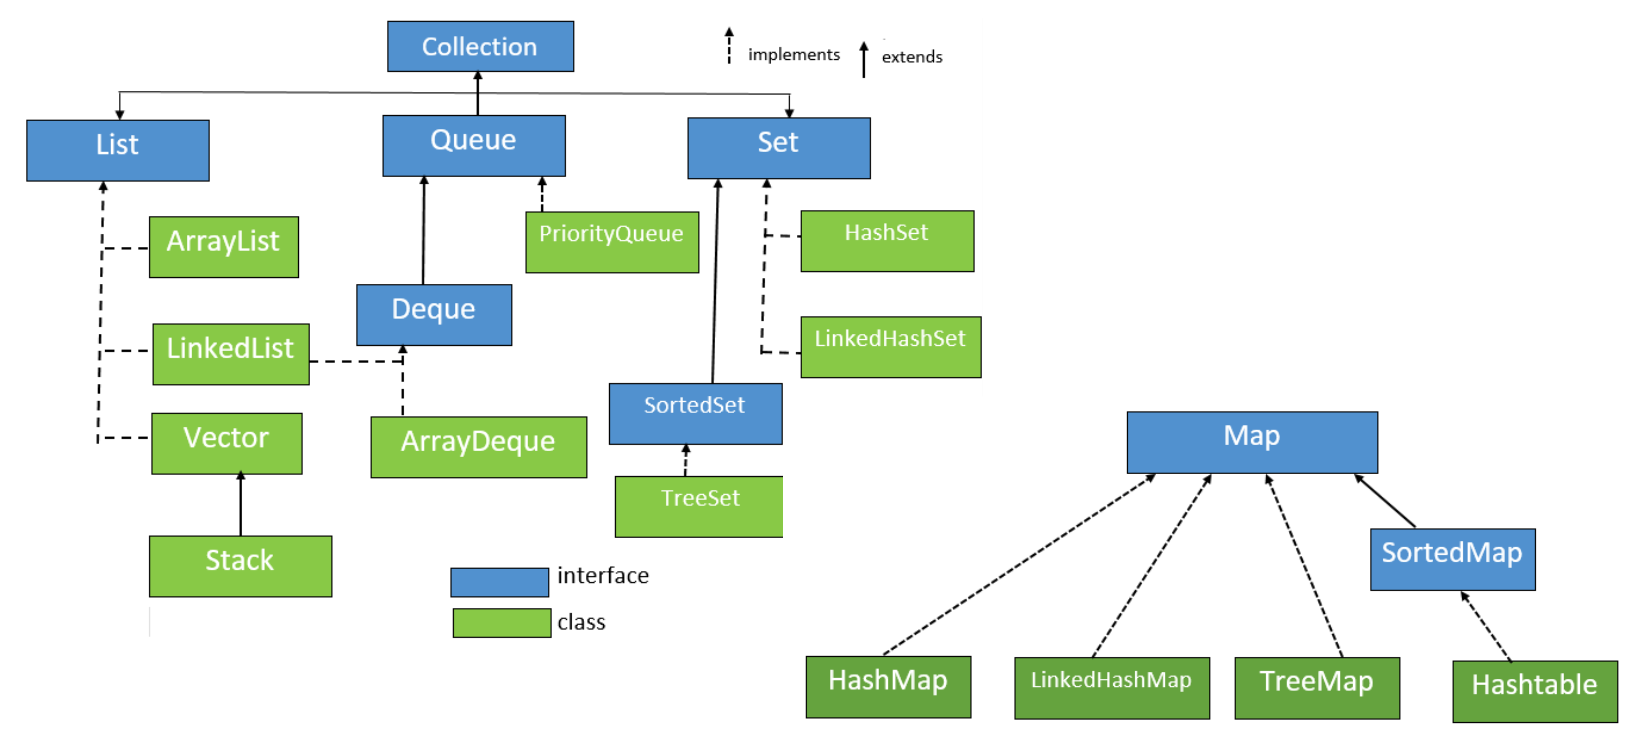 Collection
implements
extends
List
Queue
Set
ArrayList
PriorityQueue
HashSet
Deque
LinkedList
LinkedHashSet
SortedSet
Vector
ArrayDeque
Map
TreeSet
Stack
SortedMap
interface
class
HashMap
LinkedHashMap
TreeMap
Hashtable